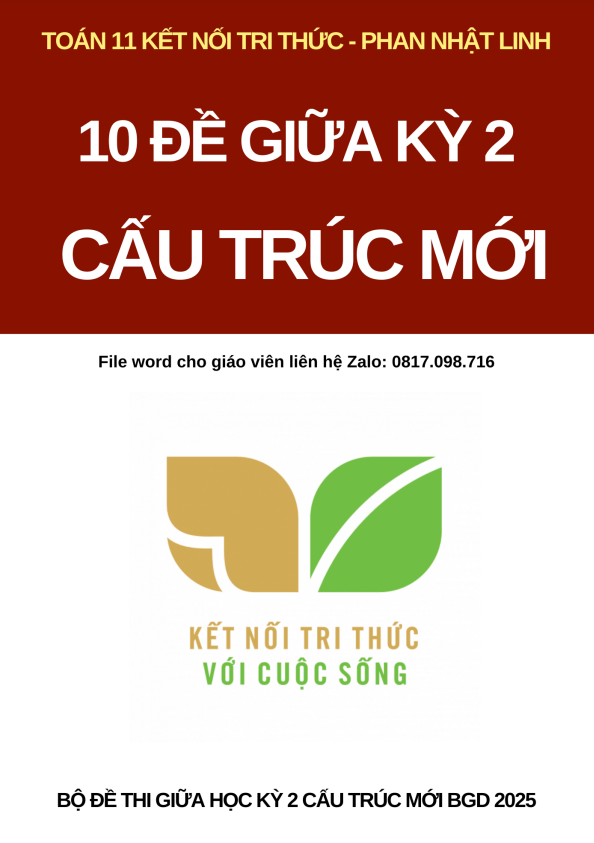 TOÁN 11 KẾT NỐI TRI THỨC - PHAN NHẬT LINH
10 ĐỀ GIỮA KỲ 2
CẤU TRÚC MỚI
File word cho giáo viên liên hệ Zalo: 0817.098.716
KẾT NỐI TRI THỨC
VỚI CUỘC SỐNG
BỘ ĐỀ THI GIỮA HỌC KỲ 2 CẤU TRÚC MỚI BGD 2025